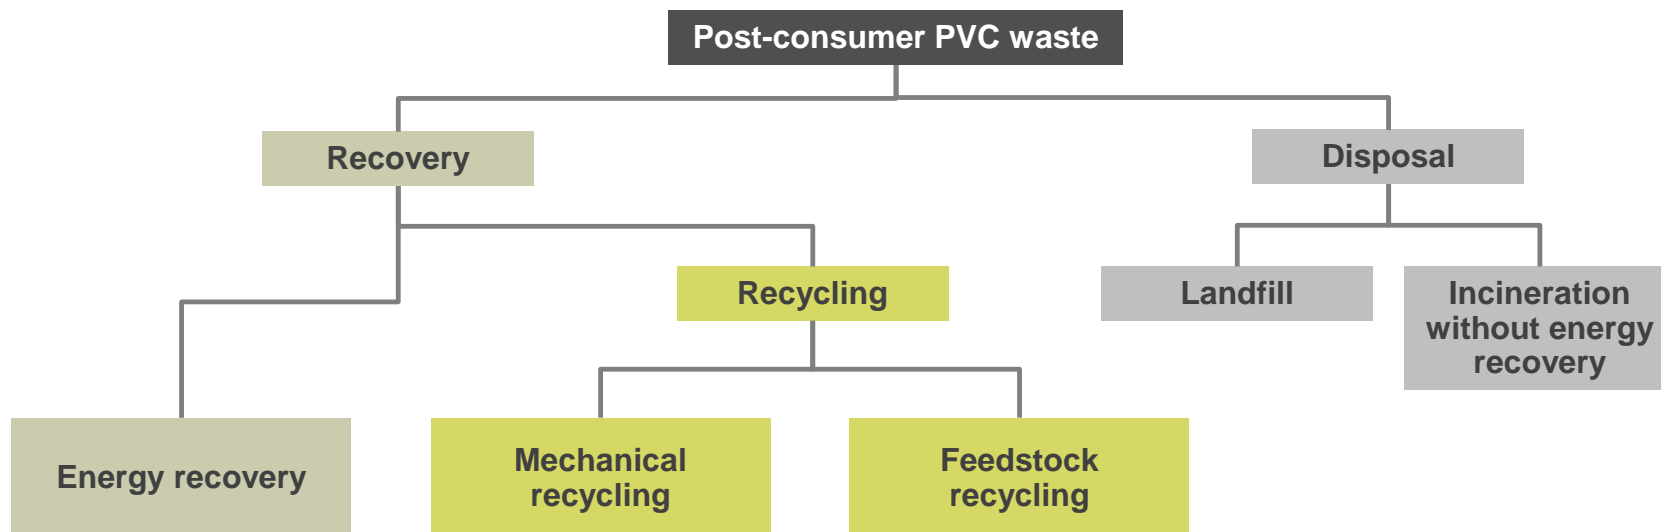 Post-consumer PVC waste
Recovery
Disposal
Recycling
Landfill
Incineration
without energy
recovery
Energy recovery
Mechanical
recycling
Feedstock
recycling